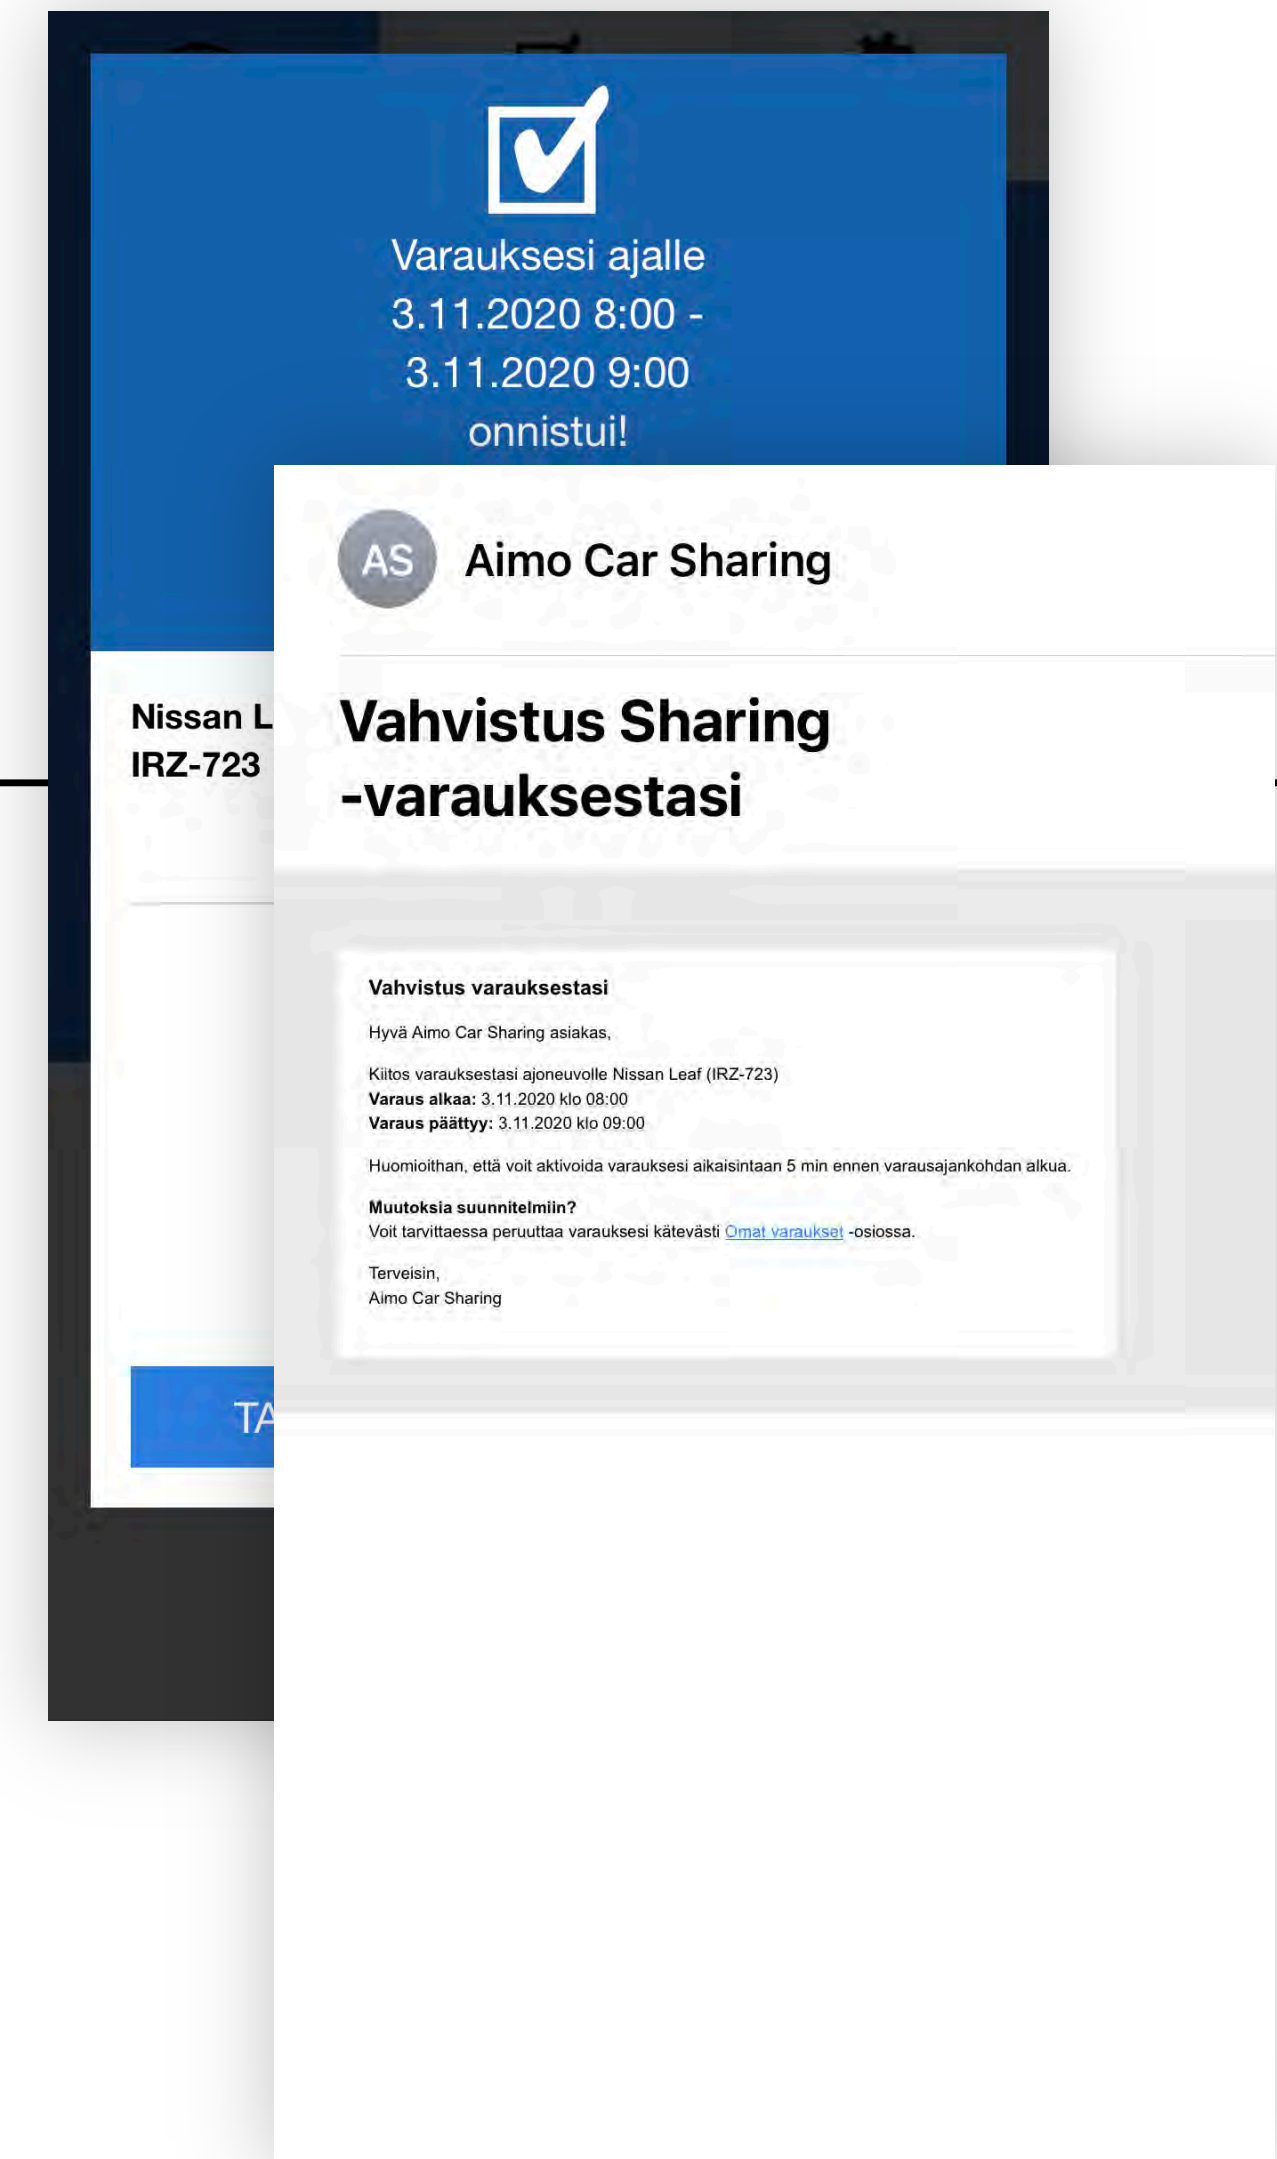 Varauksesi ajalle
3.11.2020 8:00 -
3.11.2020 9:00
onnistui!
Nissan L
IRZ-723
TA
AS
Aimo Car Sharing
Vahvistus Sharing
-varauksestasi
Vahvistus varauksestasi
Hyvä Aimo Car Sharing asiakas,
Kiitos varauksestasi ajoneuvolle Nissan Leaf (IRZ-723)
Varaus alkaa: 3.11.2020 klo 08:00
Varaus päättyy: 3.11.2020 klo 09:00
Huomioithan, että voit aktivoida varauksesi aikaisintaan 5 min ennen varausajankohdan alkua.
Muutoksia suunnitelmiin?
Voit tarvittaessa peruuttaa varauksesi kätevästi Omat varaukset -osiossa.
Terveisin,
Aimo Car Sharing